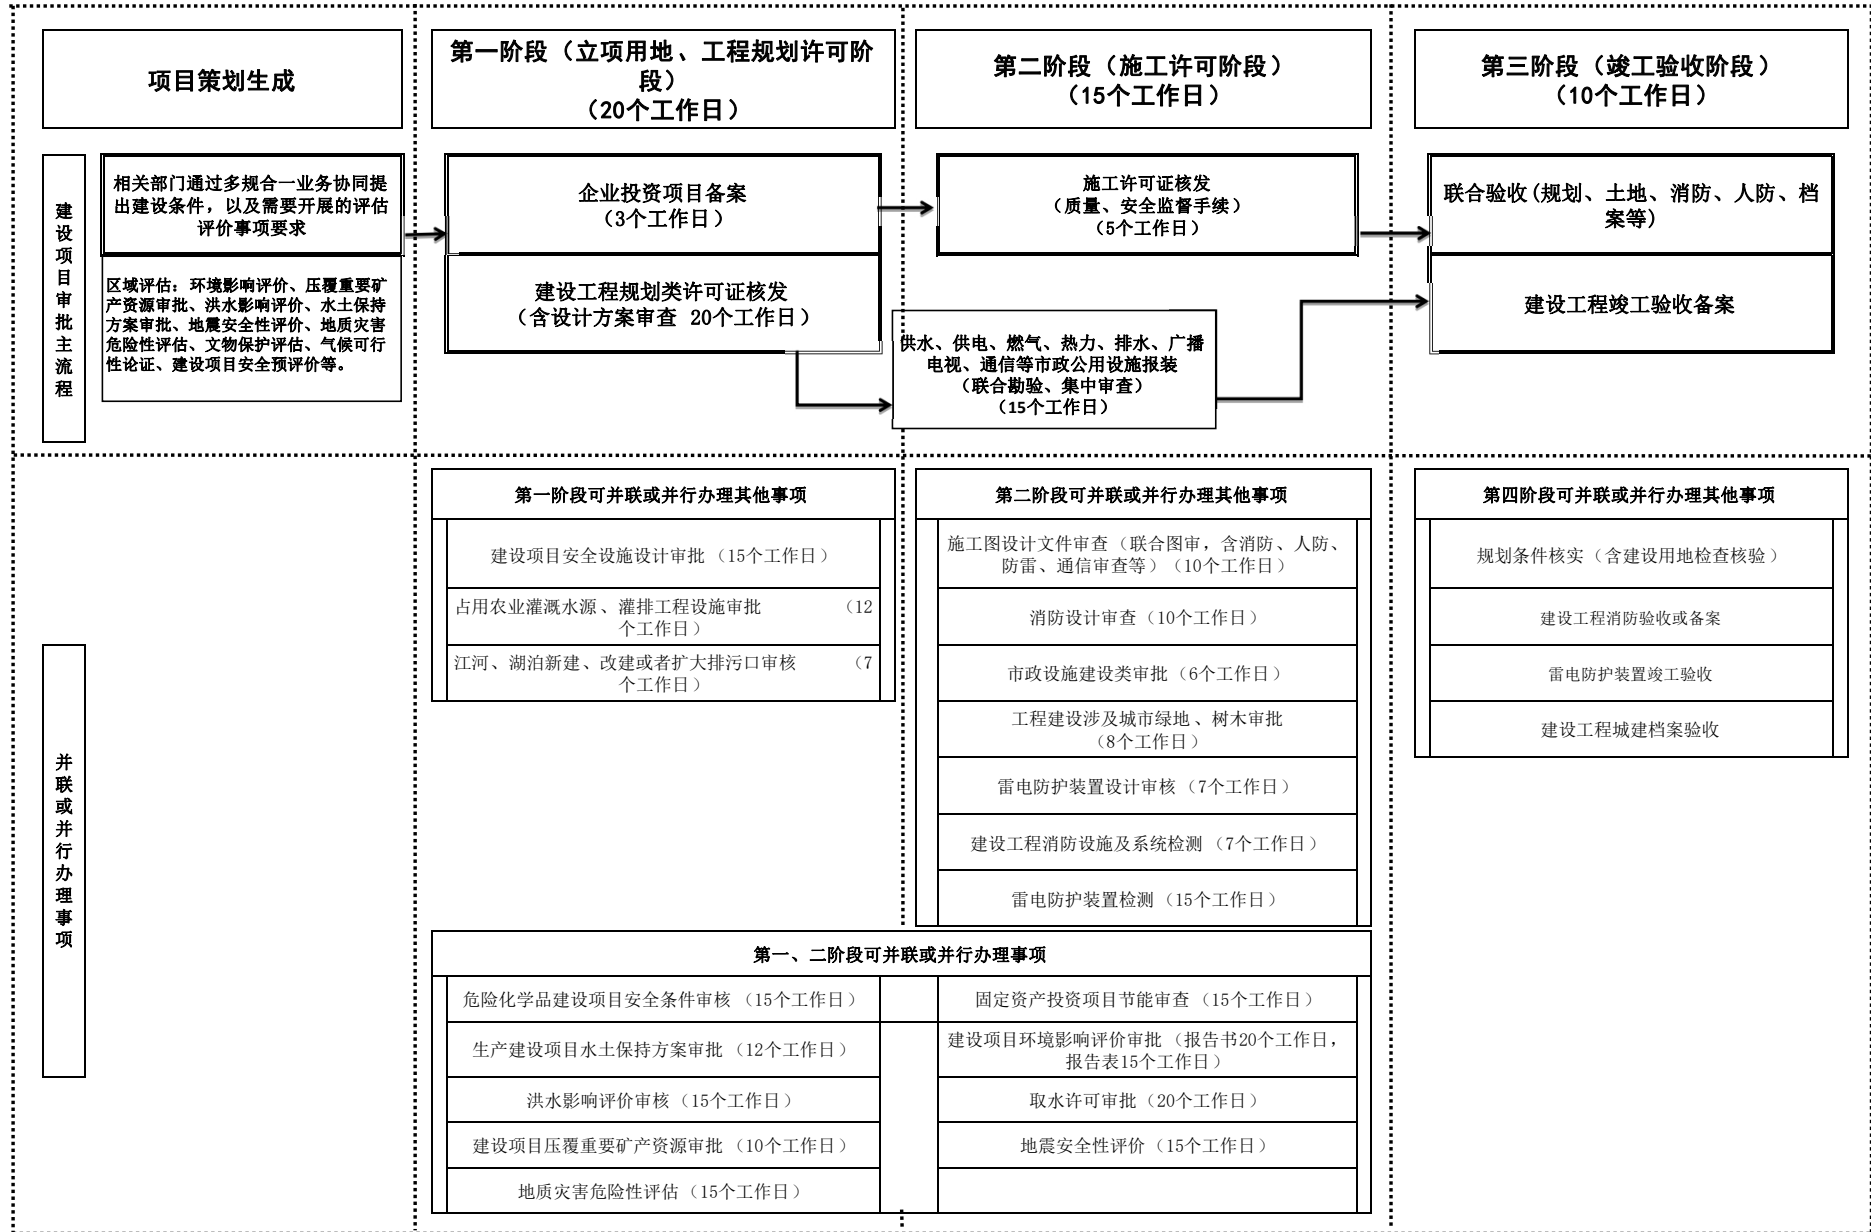 项目策划生成
第一阶段（立项用地、工程规划许可阶
段）
（20个工作日）
第二阶段（施工许可阶段）
（15个工作日）
第三阶段（竣工验收阶段）
（10个工作日）
建设项目审批主流程
相关部门通过多规合一业务协同提
出建设条件，以及需要开展的评估
评价事项要求
区域评估：环境影响评价、压覆重要矿
产资源审批、洪水影响评价、水土保持
方案审批、地震安全性评价、地质灾害
危险性评估、文物保护评估、气候可行
性论证、建设项目安全预评价等。
企业投资项目备案
（3个工作日）
建设工程规划类许可证核发
（含设计方案审查 20个工作日）
施工许可证核发
（质量、安全监督手续）
（5个工作日）
供水、供电、燃气、热力、排水、广播
电视、通信等市政公用设施报装
（联合勘验、集中审查）
（15个工作日）
联合验收(规划、土地、消防、人防、档
案等)
建设工程竣工验收备案
并联或并行办理事项
第一阶段可并联或并行办理其他事项
建设项目安全设施设计审批（15个工作日）
占用农业灌溉水源、灌排工程设施审批 （12
个工作日）
江河、湖泊新建、改建或者扩大排污口审核 （7
个工作日）
第二阶段可并联或并行办理其他事项
施工图设计文件审查（联合图审，含消防、人防、
防雷、通信审查等）（10个工作日）
消防设计审查（10个工作日）
市政设施建设类审批（6个工作日）
工程建设涉及城市绿地、树木审批
（8个工作日）
雷电防护装置设计审核（7个工作日）
建设工程消防设施及系统检测（7个工作日）
雷电防护装置检测（15个工作日）
第四阶段可并联或并行办理其他事项
规划条件核实（含建设用地检查核验）
建设工程消防验收或备案
雷电防护装置竣工验收
建设工程城建档案验收
第一、二阶段可并联或并行办理事项
危险化学品建设项目安全条件审核（15个工作日）
固定资产投资项目节能审查（15个工作日）
生产建设项目水土保持方案审批（12个工作日）
建设项目环境影响评价审批（报告书20个工作日，
报告表15个工作日）
洪水影响评价审核（15个工作日）
取水许可审批（20个工作日）
建设项目压覆重要矿产资源审批（10个工作日）
地震安全性评价（15个工作日）
地质灾害危险性评估（15个工作日）